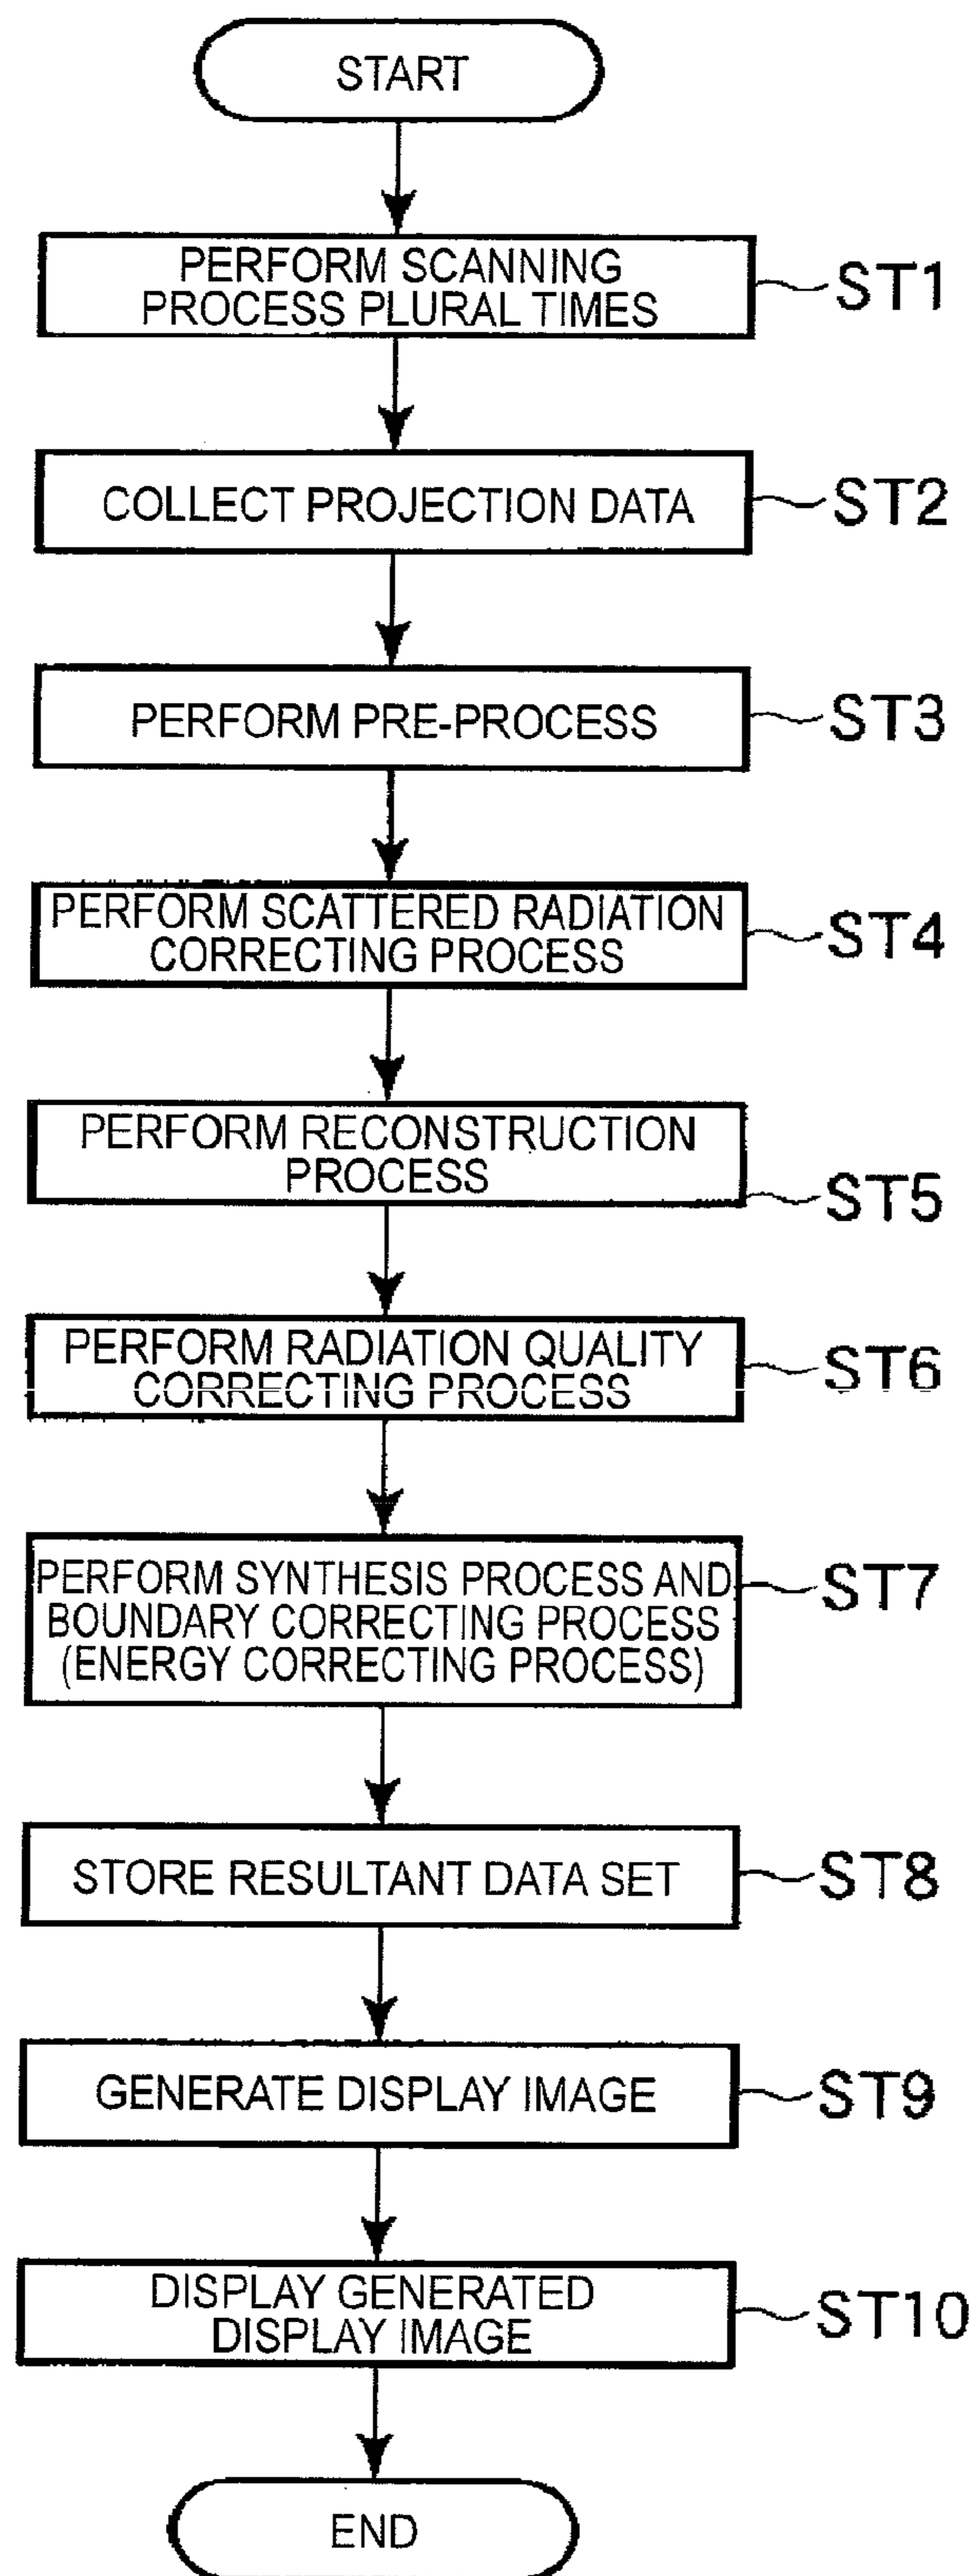 START
PERFORM SCANNING
PROCESS PLURAL TIMES
ST1
COLLECT PROJECTION DATA
ST2
PERFORM PRE-PROCESS
ST3
PERFORM SCATTERED RADIATION
CORRECTING PROCESS
ST4
PERFORM RECONSTRUCTION
PROCESS
ST5
PERFORM RADIATION QUALITY
CORRECTING PROCESS
ST6
PERFORM SYNTHESIS PROCESS AND
BOUNDARY CORRECTING PROCESS
(ENERGY CORRECTING PROCESS)
ST7
STORE RESULTANT DATA SET
ST8
GENERATE DISPLAY IMAGE
ST9
DISPLAY GENERATED
DISPLAY IMAGE
ST10
END